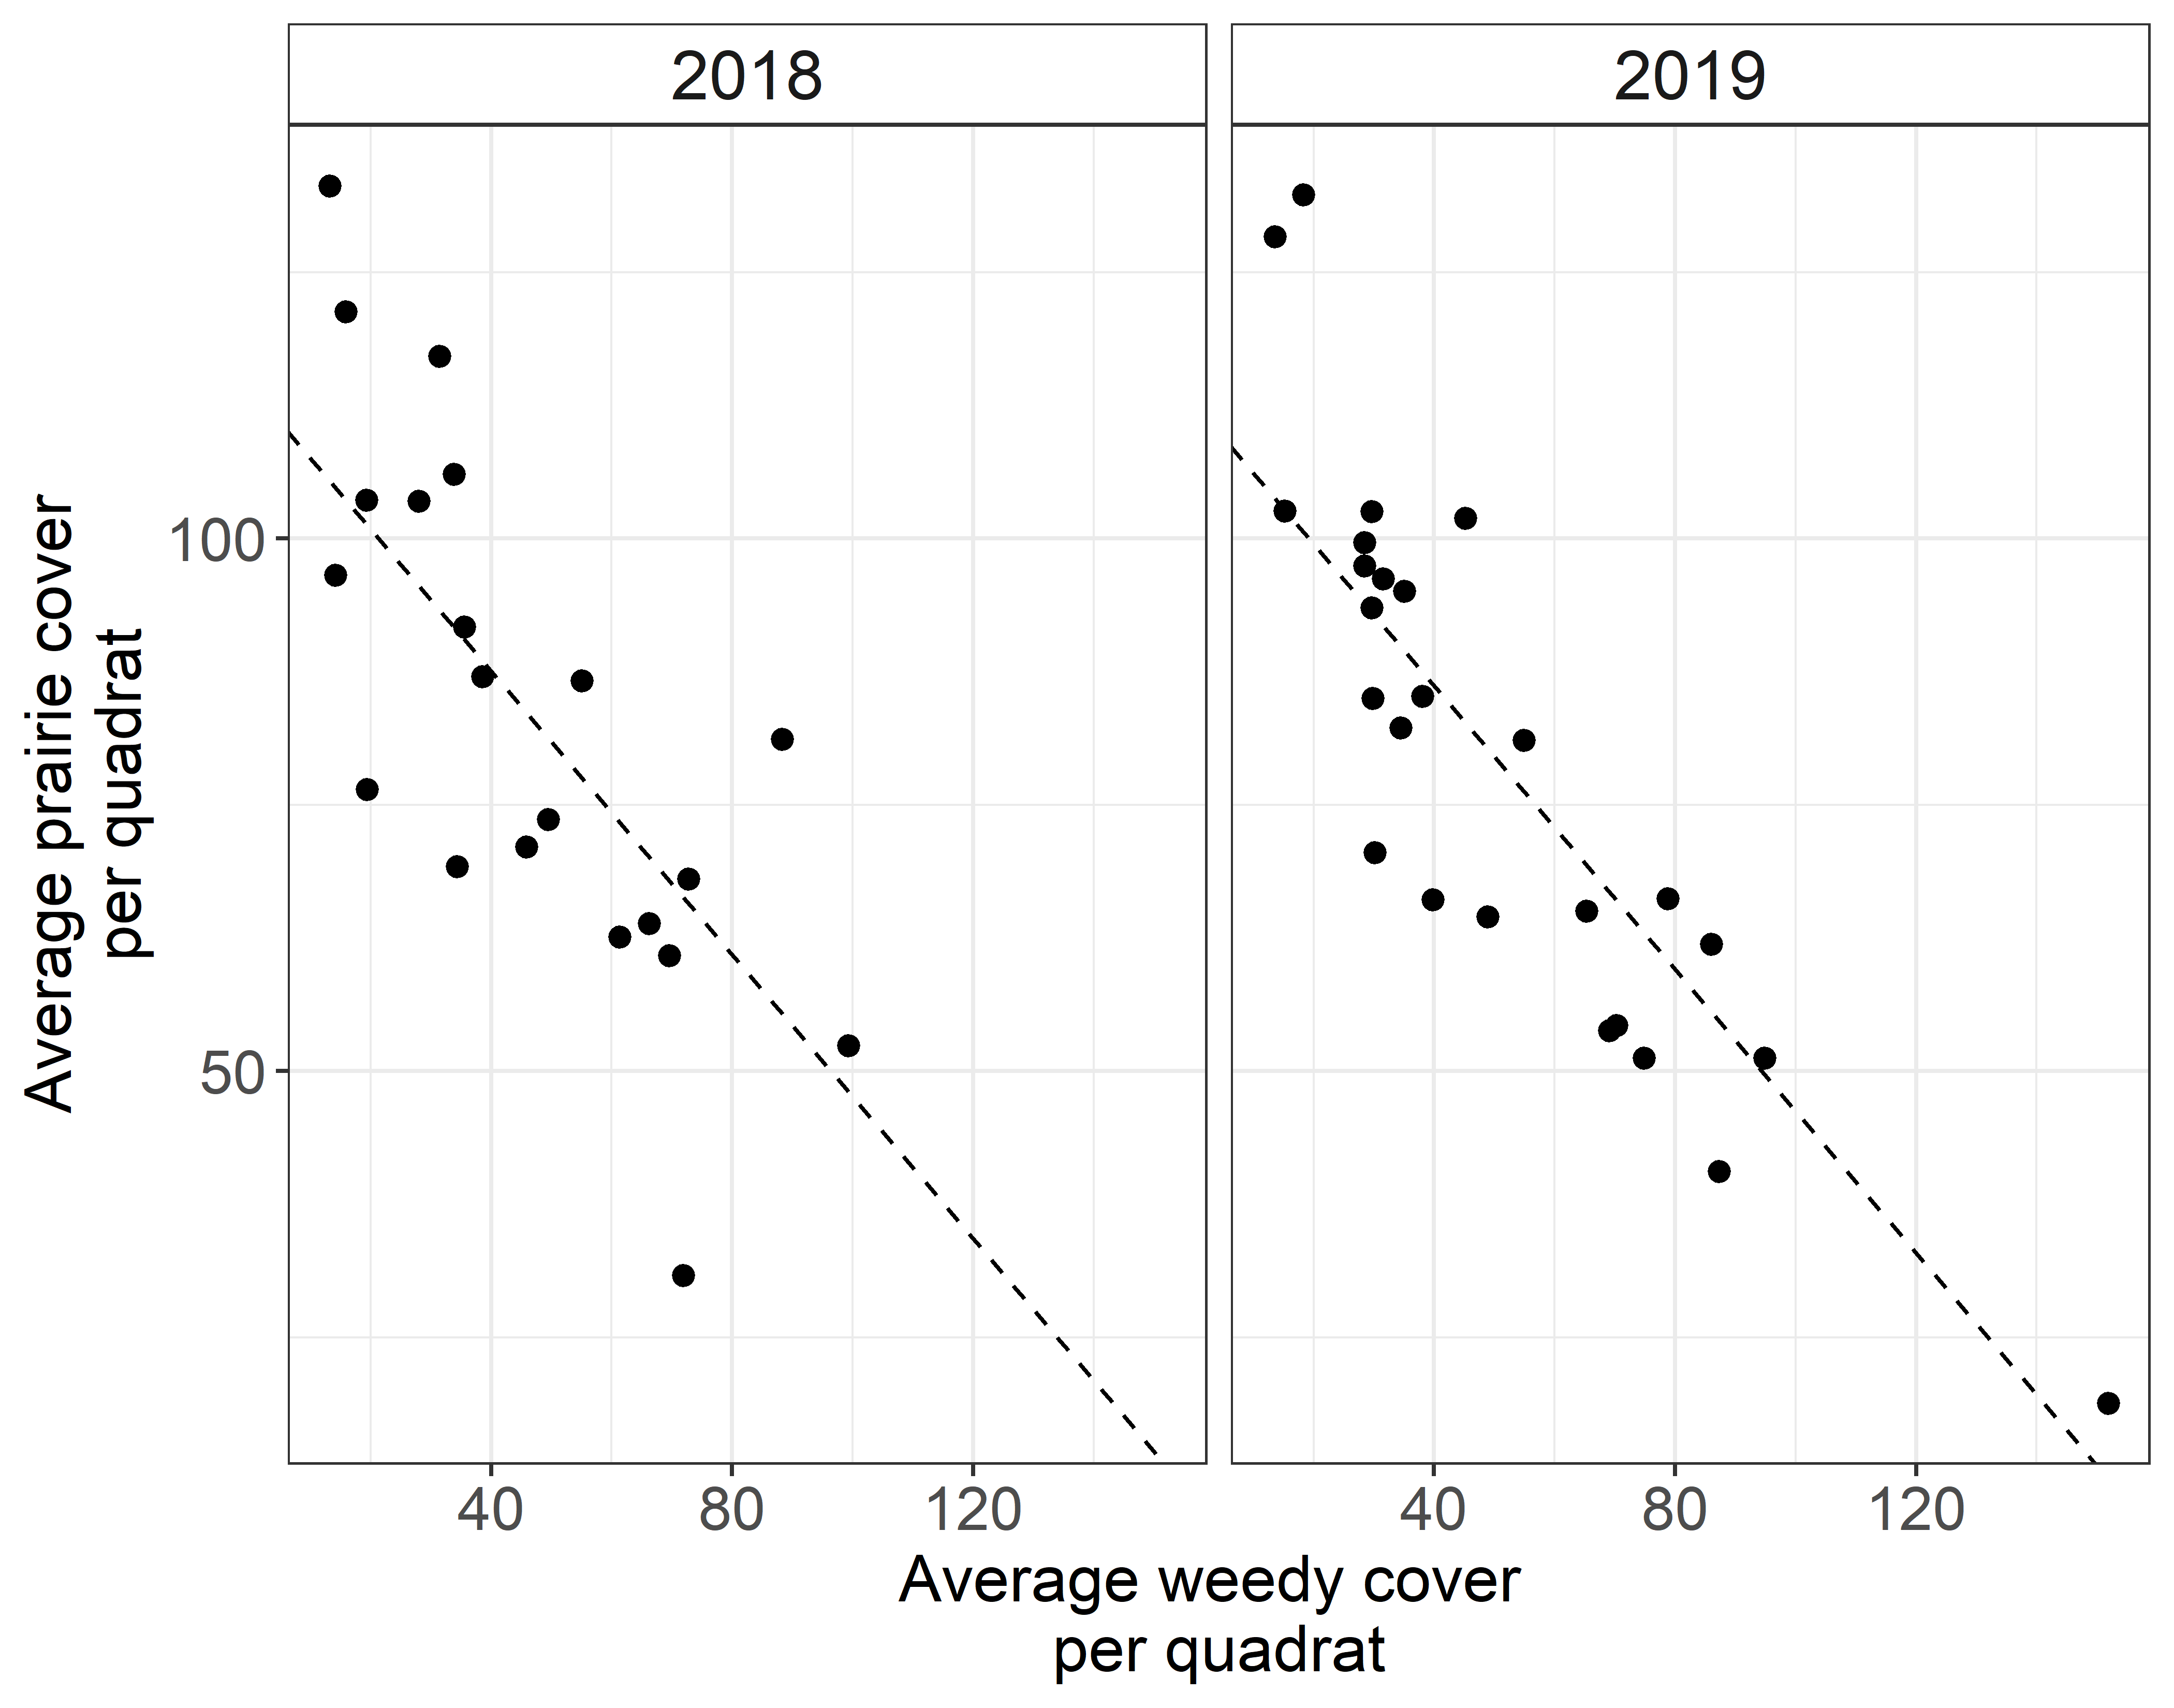 2018
2019
Average prairie cover
per quadrat
100
50
40
80
120
40
80
120
Average weedy cover
per quadrat